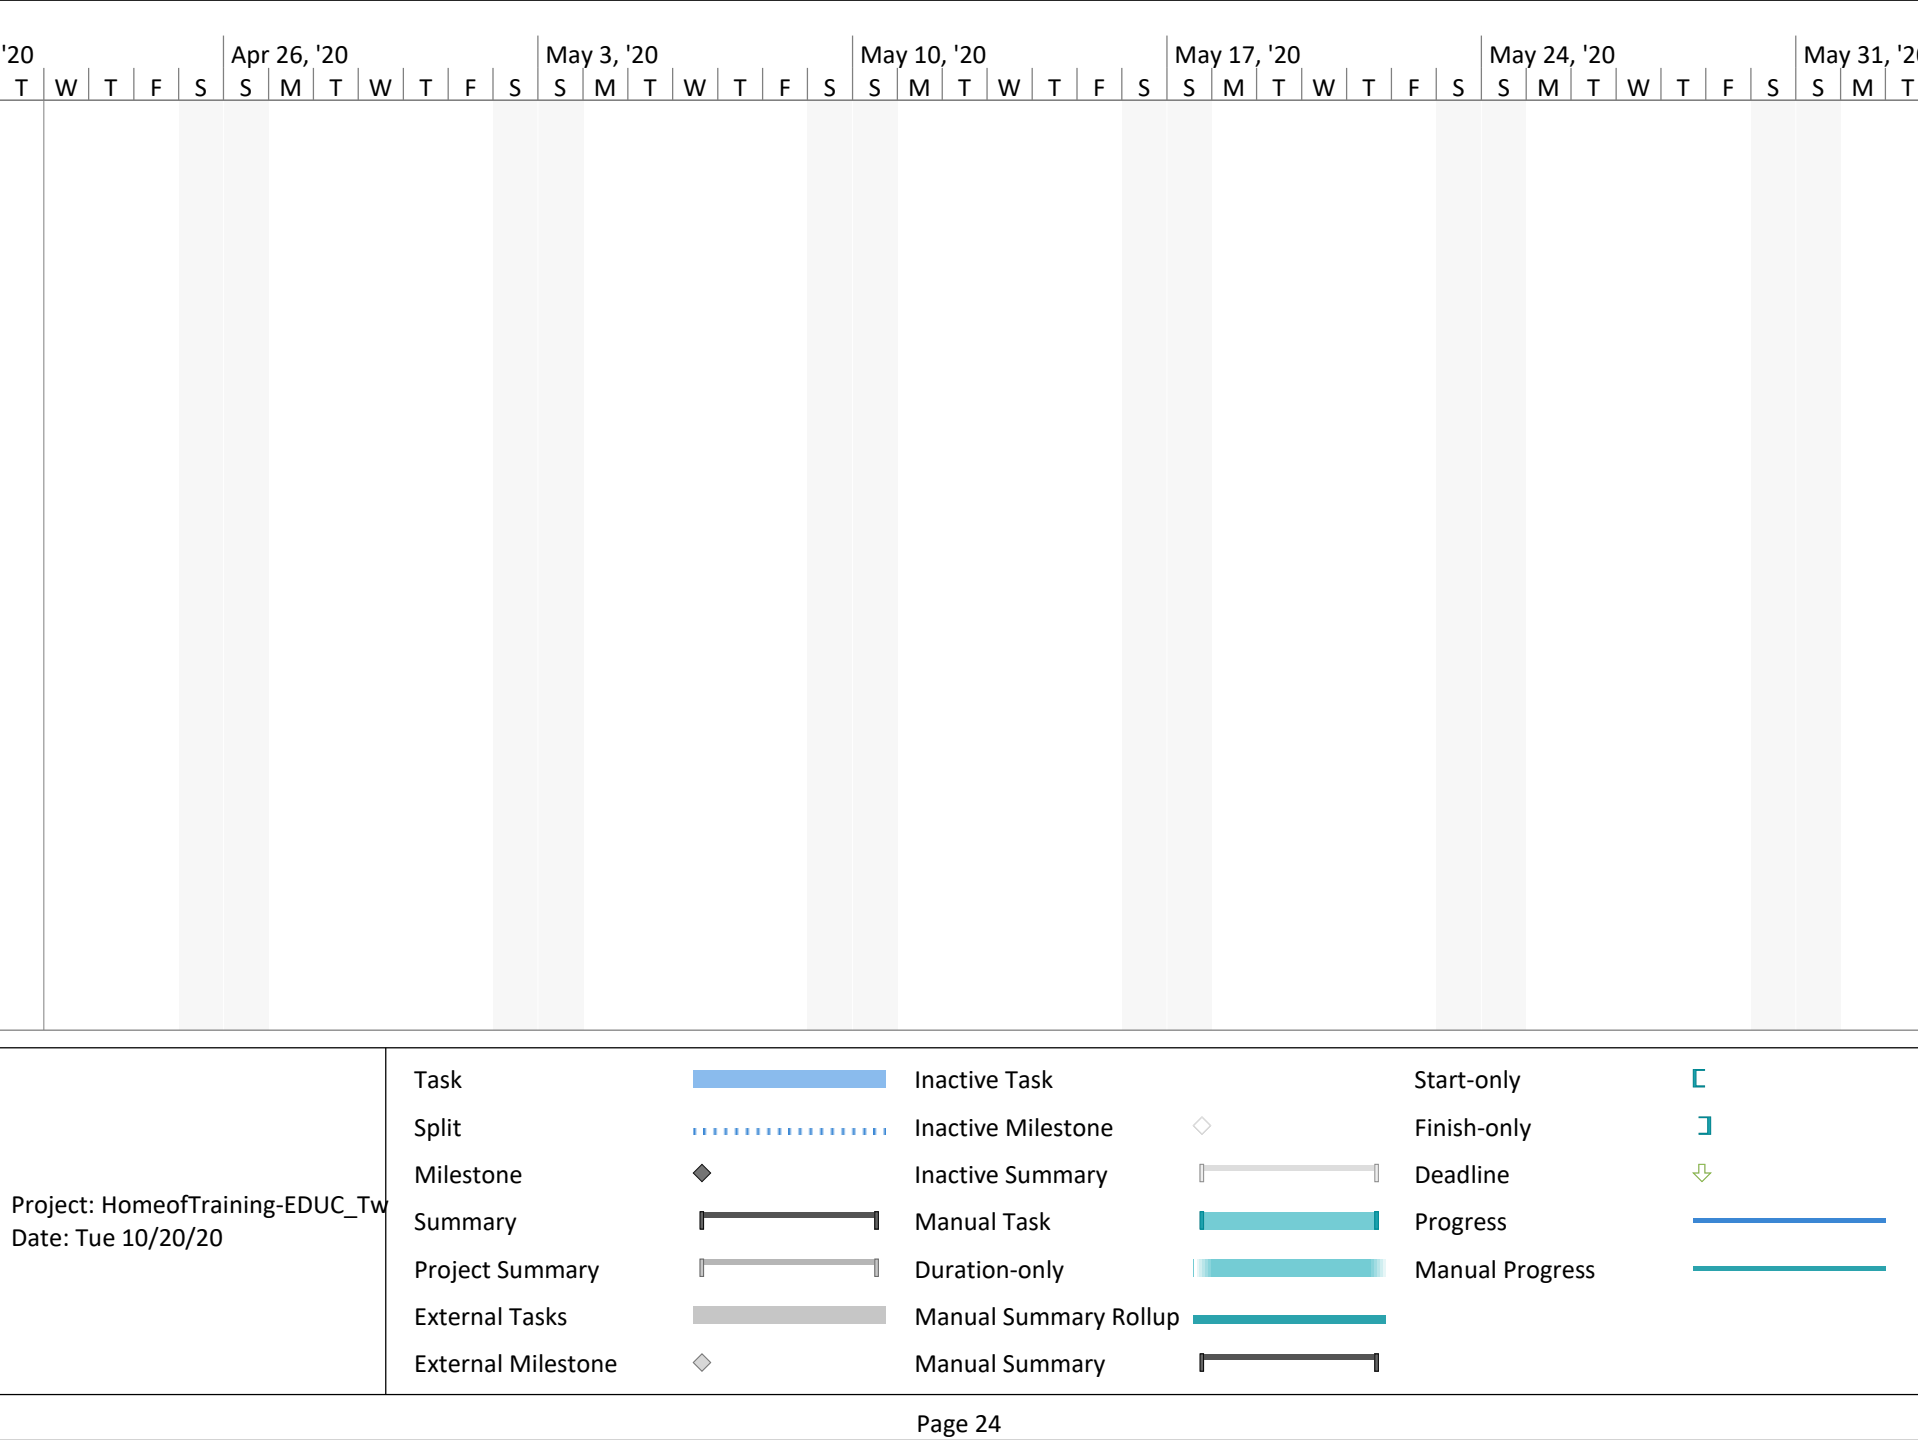 '20 Apr 26, '20 May 3, '20 May 10, '20 May 17, '20 May 24, '20 May 31, '20
T W T F S S M T W T F S S M T W T F S S M T W T F S S M T W T F S S M T W T F S S M T
Task Inactive Task Start-only
Split Inactive Milestone Finish-only
Milestone Inactive Summary Deadline
Project: HomeofTraining-EDUC_Tw
Date: Tue 10/20/20
Summary Manual Task Progress
Project Summary Duration-only Manual Progress
External Tasks Manual Summary Rollup
External Milestone Manual Summary
Page 24